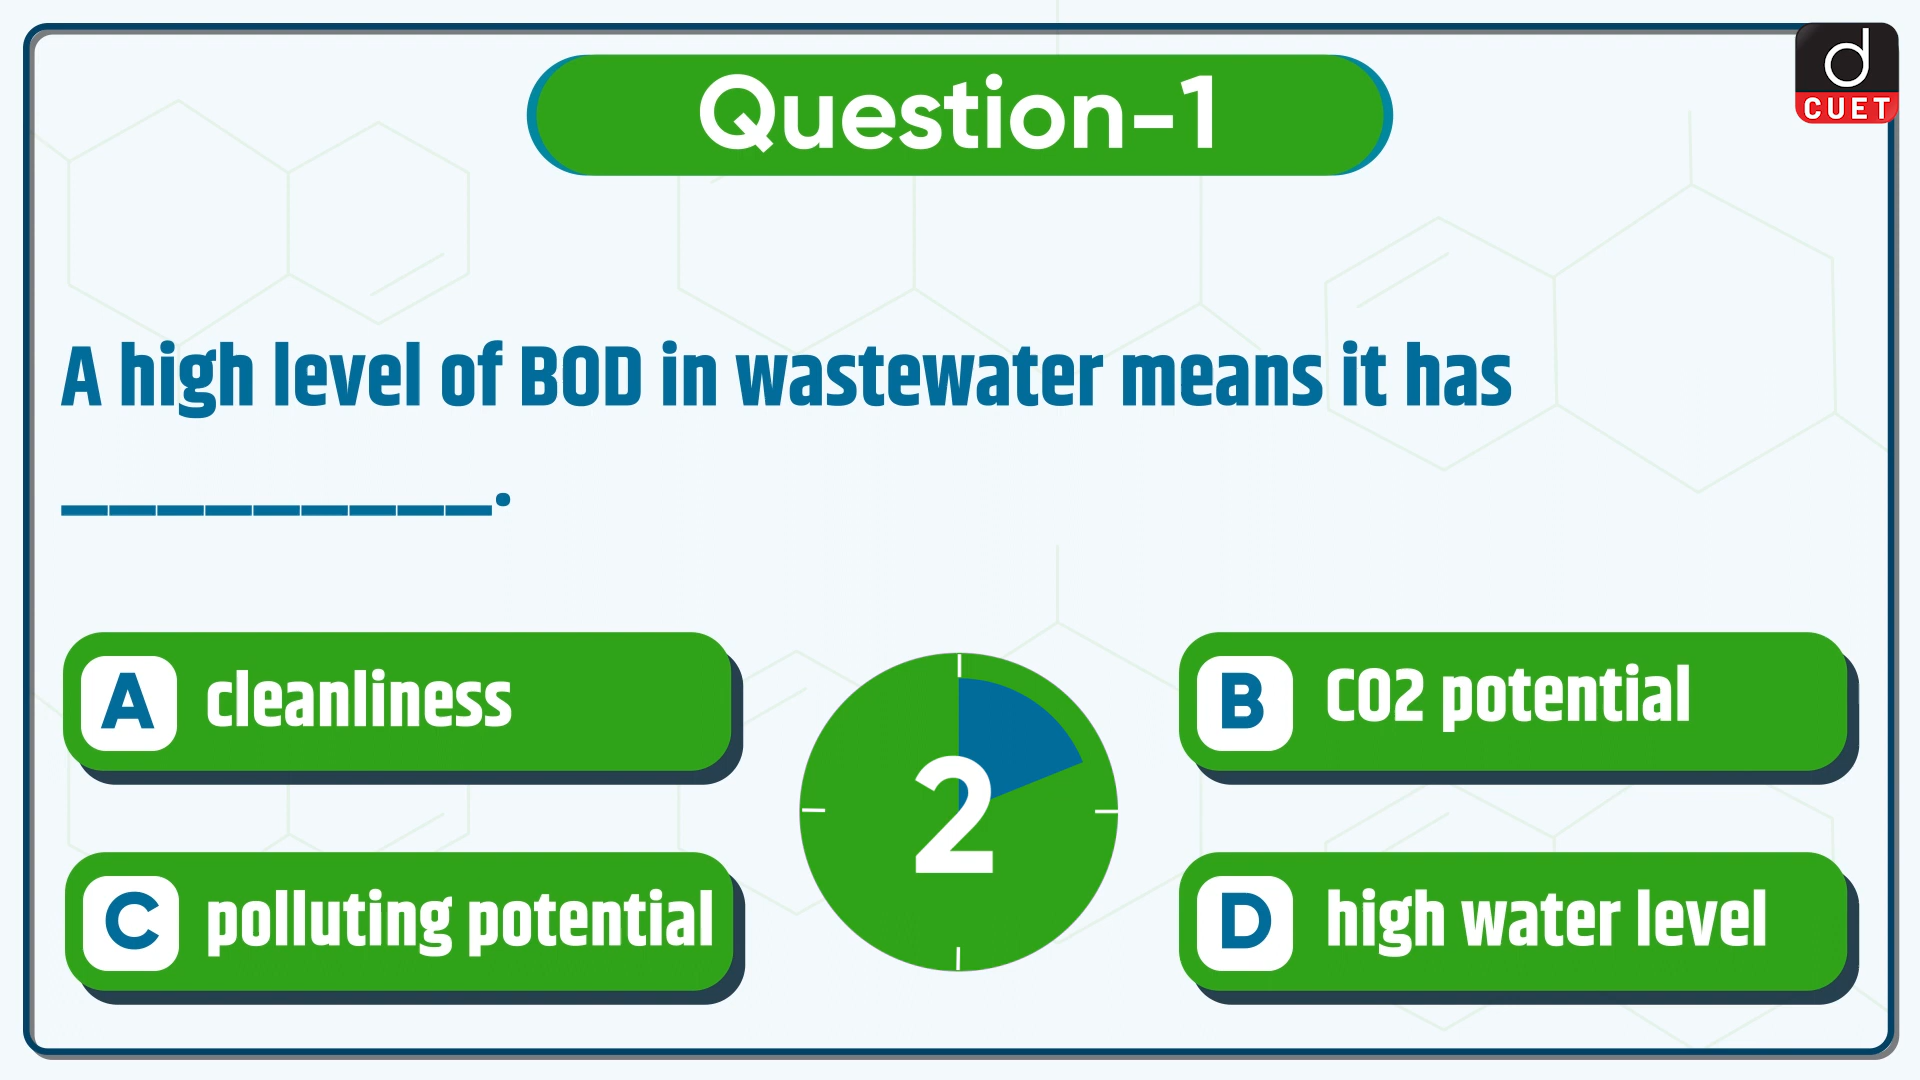 Question-1
d
CUET
A high level of BOD in wastewater means it has
_________.
A cleanliness
B CO2 potential
2
C polluting potential
D high water level